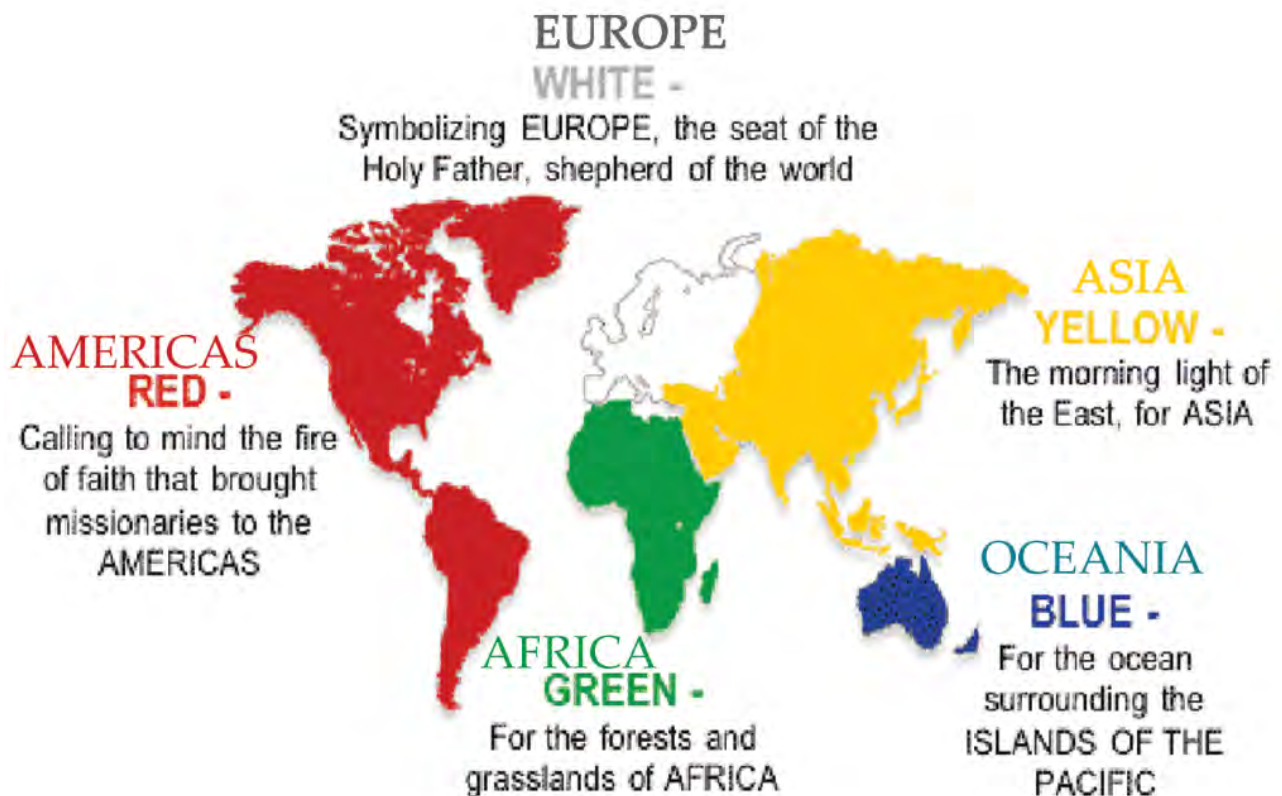 EUROPE
WHITE -
Symbolizing EUROPE, the seat of the
Holy Father, shepherd of the world
AMERICAS
RED -
Calling to mind the fire
of faith that brought
missionaries to the
AMERICAS
ASIA
YELLOW -
The morning light of
the East, for ASIA
AFRICA
GREEN -
For the forests and
grasslands of AFRICA
OCEANIA
BLUE -
For the ocean
surrounding the
ISLANDS OF THE
PACIFIC